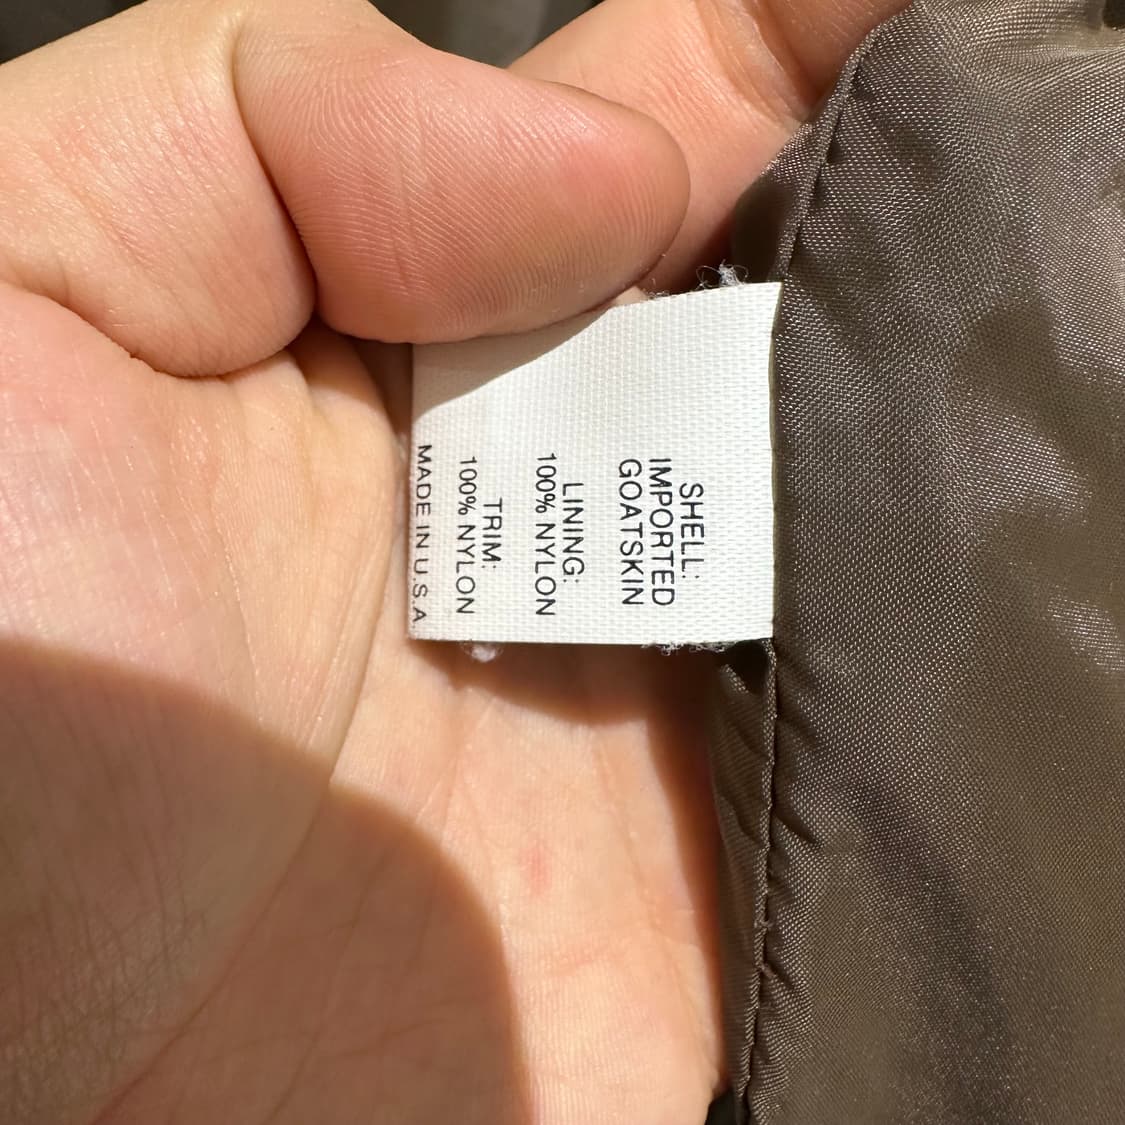 SHELL:
IMPORTED
GOATSKIN
LINING:
100% NYLON
TRIM:
100% NYLON
MADE IN U.S.A.